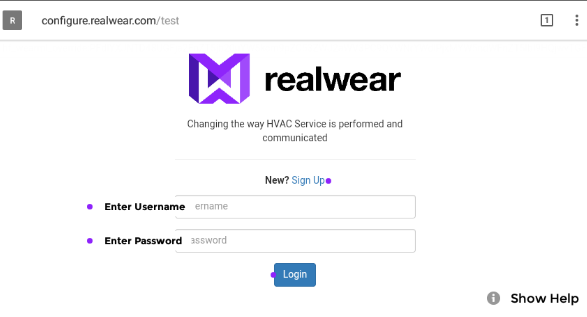 R configure.realwear.com/test 1
realwear
Changing the way HVAC Service is performed and
communicated
New? Sign Up
Enter Username ername
Enter Password assword
Login
i Show Help